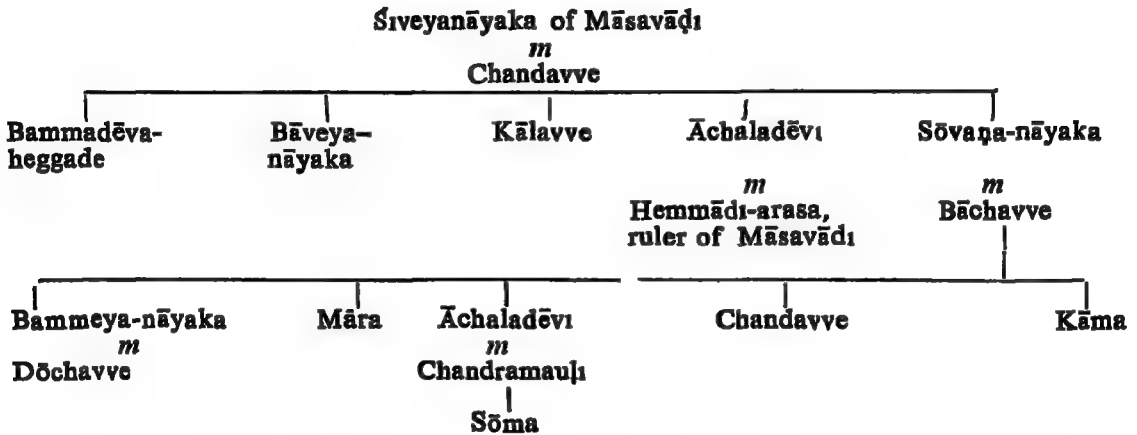 Śiveyanāyaka of Māsavāḍi
m
Chandavve
Bammadēva- Bāveya– Kālavve Āchaladēvi Sōvaṇa-nāyaka
heggade nāyaka
m m
Hemmāḍi-arasa, Bāchavve
ruler of Māsavāḍi
Bammeya-nāyaka Māra Āchaladēvi Chandavve Kāma
m m
Dōchavve Chandramauḷi
Sōma